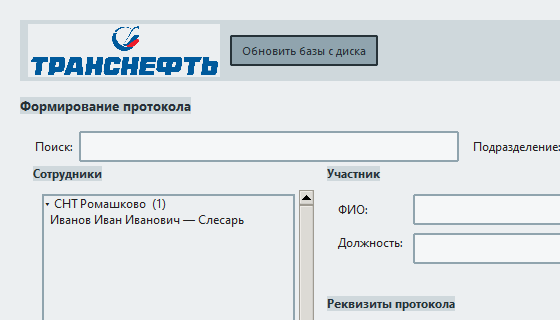 ТРАНСНЕФТЬ
Обновить базы с диска
Формирование протокола
Поиск:
Подразделение:
Сотрудники
Участник
СНТ Ромашково (1)
Иванов Иван Иванович — Слесарь
ФИО:
Должность:
Реквизиты протокола